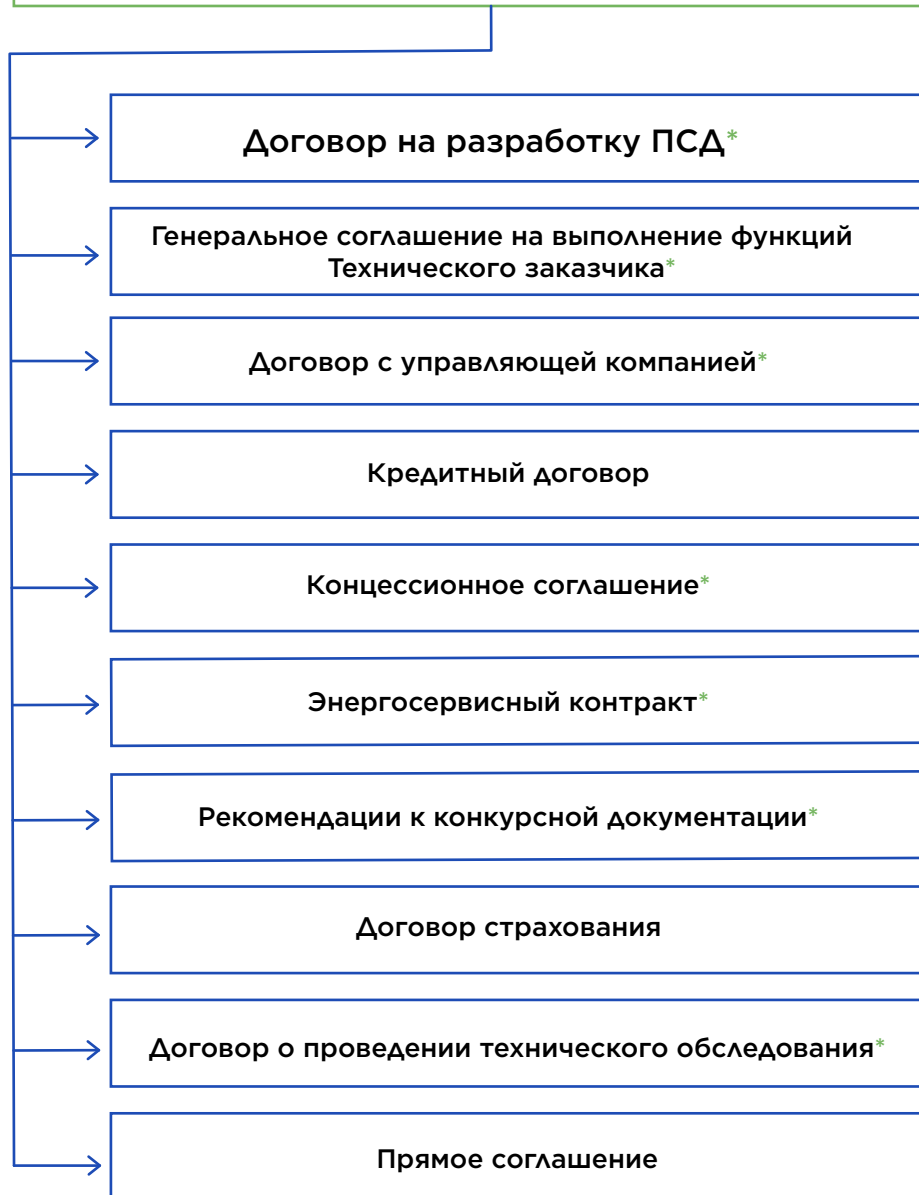 Договор на разработку ПСД*
Генеральное соглашение на выполнение функций
Технического заказчика*
Договор с управляющей компанией*
Кредитный договор
Концессионное соглашение*
Энергосервисный контракт*
Рекомендации к конкурсной документации*
Договор страхования
Договор о проведении технического обследования*
Прямое соглашение